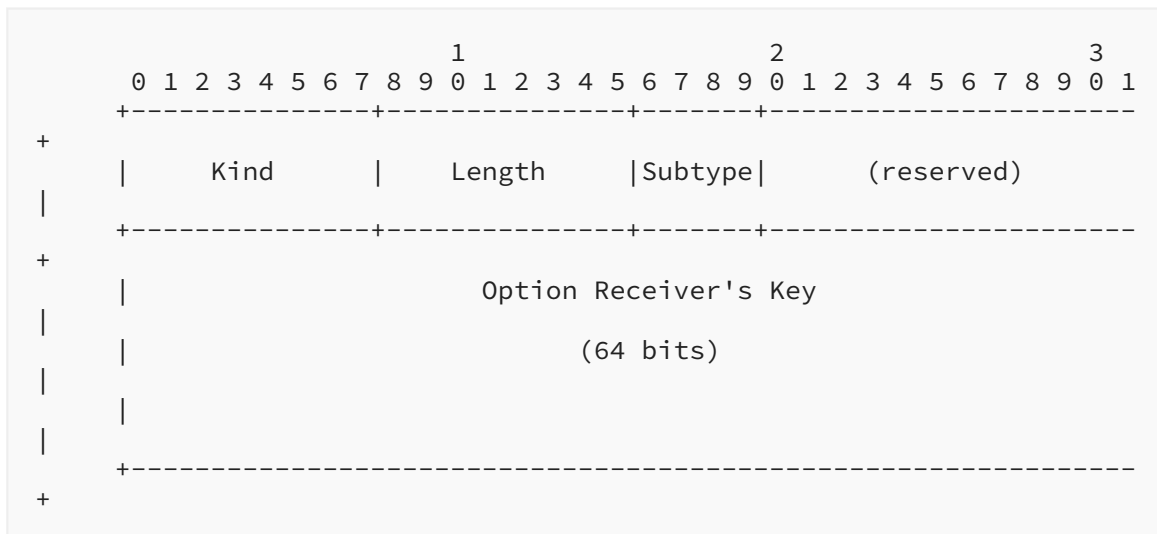 1                   2                   3
       0 1 2 3 4 5 6 7 8 9 0 1 2 3 4 5 6 7 8 9 0 1 2 3 4 5 6 7 8 9 0 1
      +---------------+---------------+-------+-----------------------
 +
      |     Kind      |    Length     |Subtype|      (reserved)
 |
      +---------------+---------------+-------+-----------------------
 +
      |                      Option Receiver's Key
 |
      |                            (64 bits)
 |
      |
 |
      +---------------------------------------------------------------
 +